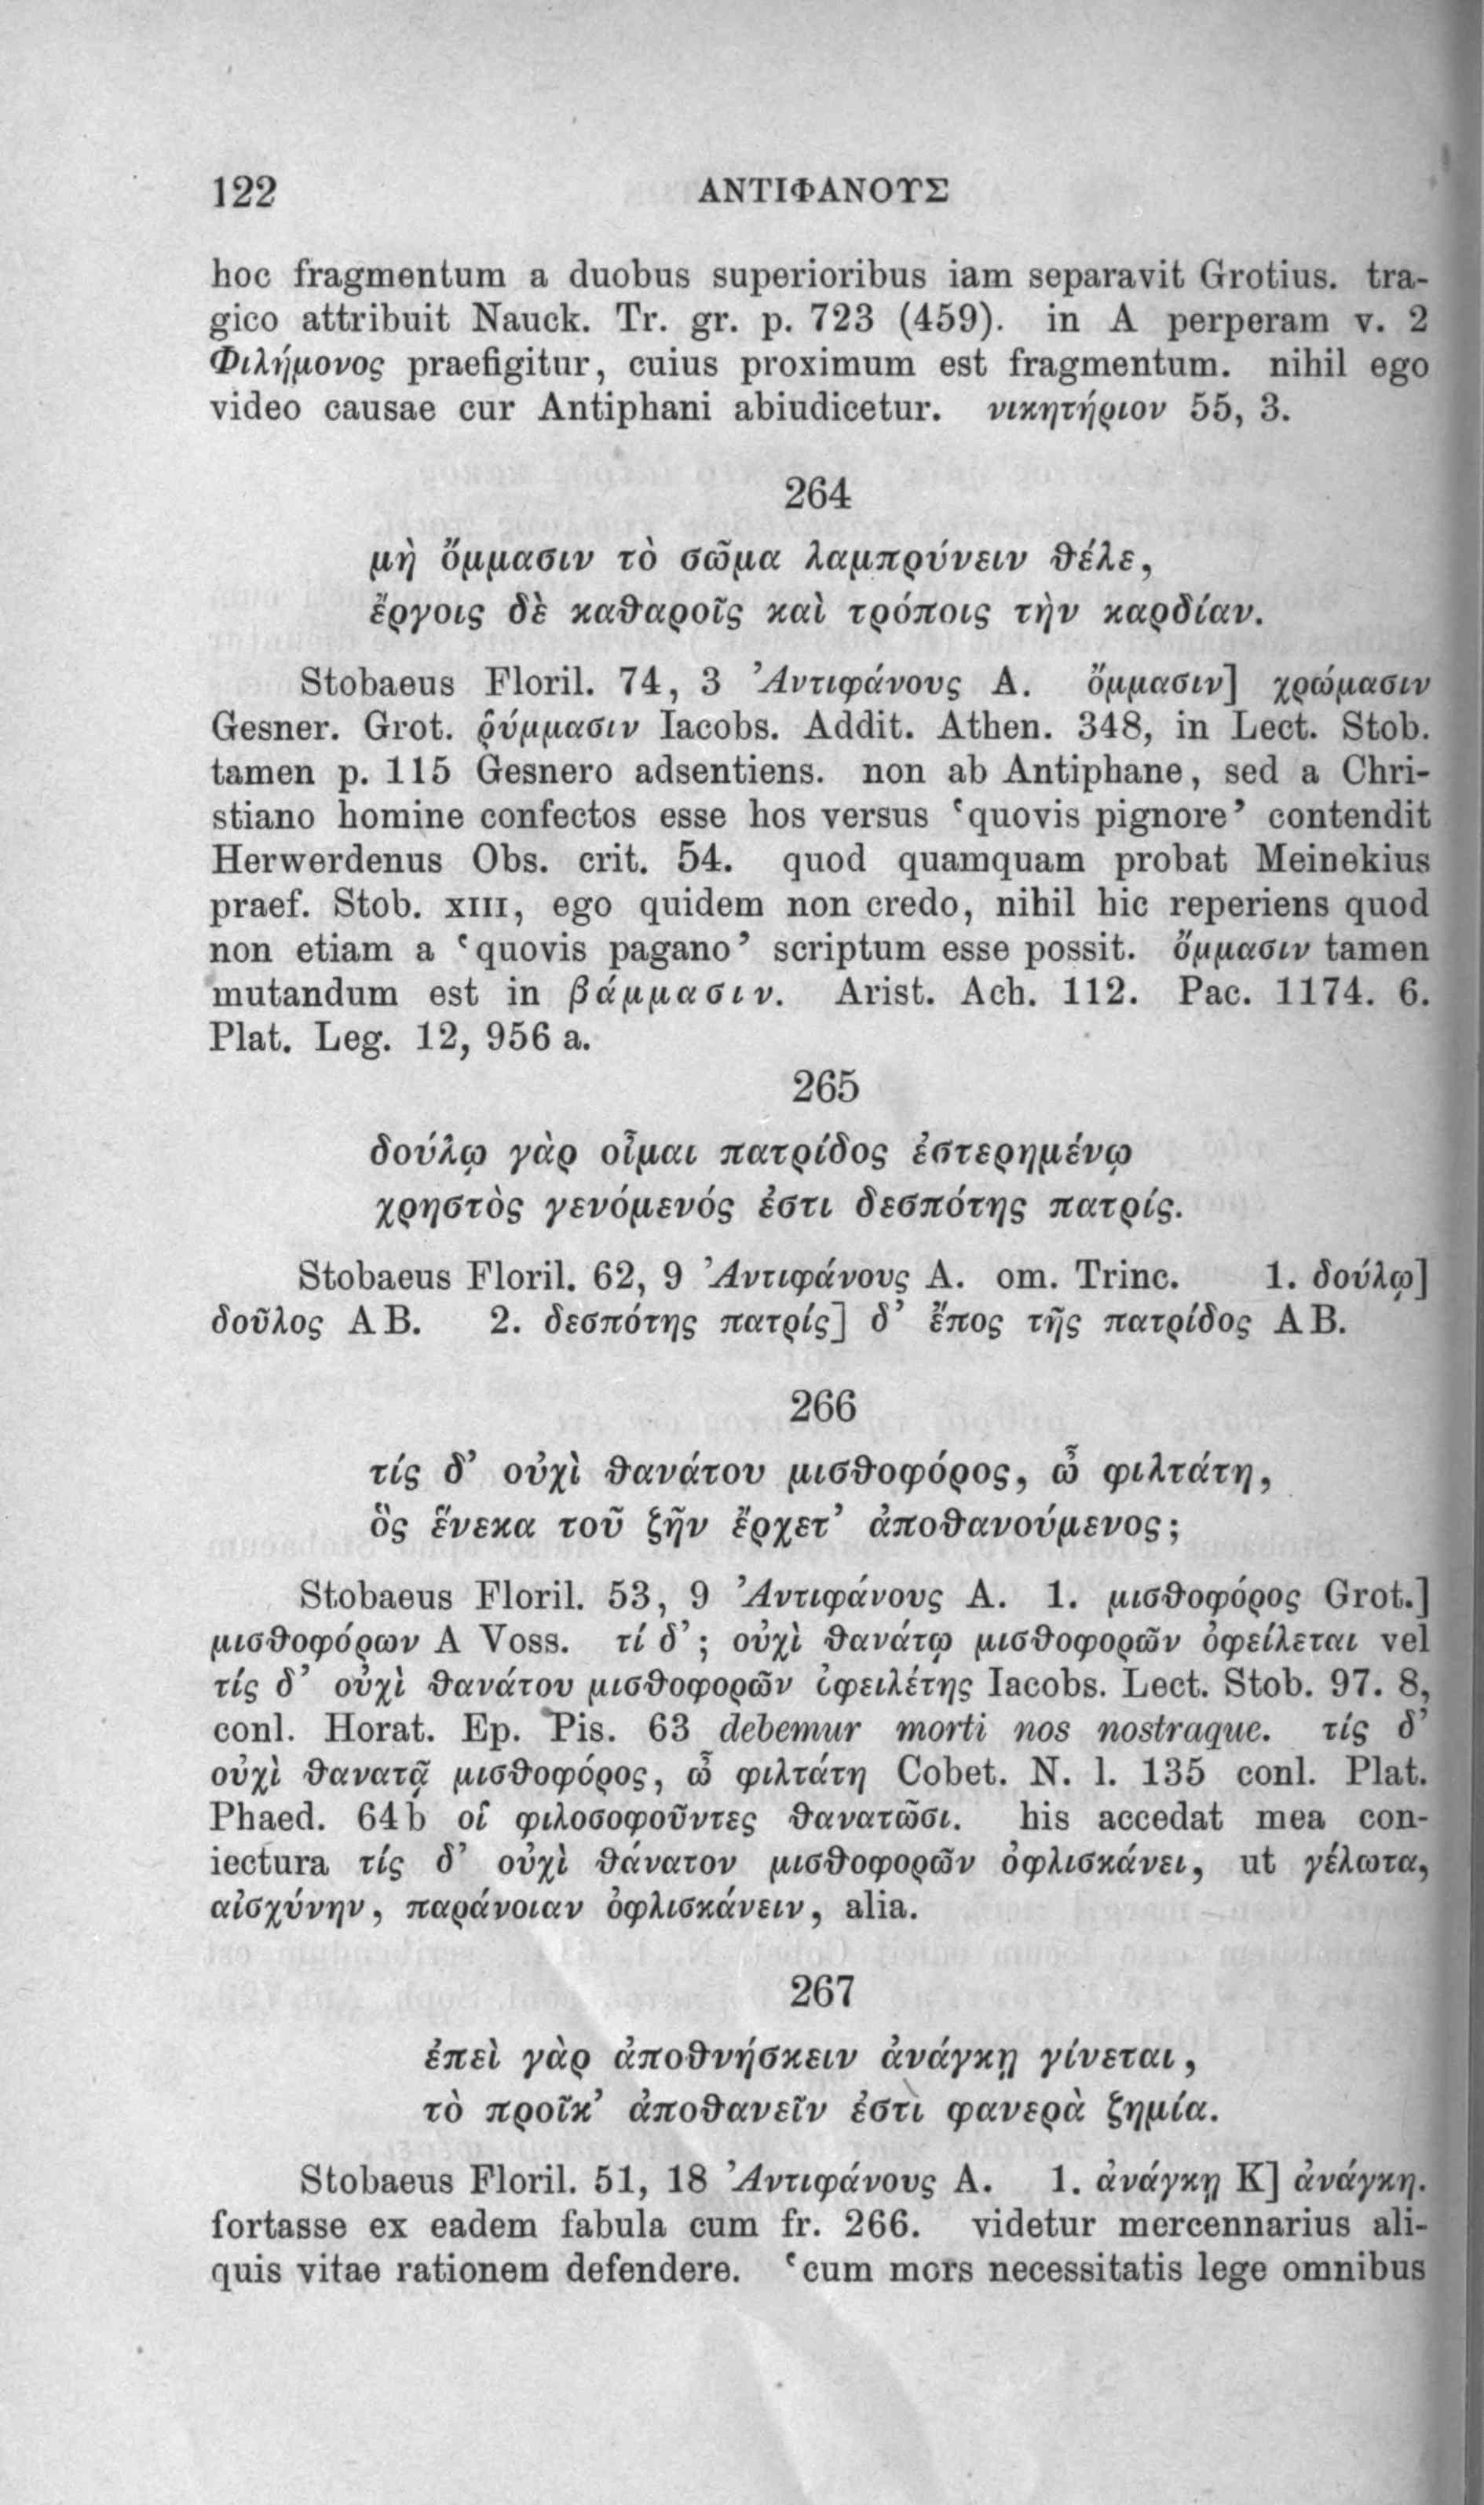 122 ΑΝΤΙΦΑΝΟΥΣ
hoc fragmentum a duobus superioribus iam separavit Grotius. tra-
gico attribuit Nauck. Tr. gr. p. 723 (459). in A perperam v. 2
Φιλήμονος praefigitur, cuius proximum est fragmentum. nihil ego
video causae cur Antiphani abiudicetur. νικητήριον 55, 3.
264
μὴ ὄμμασιν τὸ σῶμα λαμπρύνειν θέλε,
ἔργοις δὲ καθαροῖς καὶ τρόποις τὴν καρδίαν.
Stobaeus Floril. 74, 3 Ἀντιφάνους A. ὄμμασιν] χρώμασιν
Gesner. Grot. ῥύμμασιν Iacobs. Addit. Athen. 348, in Lect. Stob.
tamen p. 115 Gesnero adsentiens. non ab Antiphane, sed a Chri-
stiano homine confectos esse hos versus ‘quovis pignore’ contendit
Herwerdenus Obs. crit. 54. quod quamquam probat Meinekius
praef. Stob. XIII, ego quidem non credo, nihil hic reperiens quod
non etiam a ‘quovis pagano’ scriptum esse possit. ὄμμασιν tamen
mutandum est in βάμμασιν. Arist. Ach. 112. Pac. 1174. 6.
Plat. Leg. 12, 956 a.
265
δούλῳ γὰρ οἶμαι πατρίδος ἐστερημένῳ
χρηστὸς γενόμενός ἐστι δεσπότης πατρίς.
Stobaeus Floril. 62, 9 Ἀντιφάνους A. om. Trinc. 1. δούλῳ]
δοῦλος AB. 2. δεσπότης πατρίς] δ’ ἔπος τῆς πατρίδος AB.
266
τίς δ’ οὐχὶ θανάτου μισθοφόρος, ὦ φιλτάτη,
ὃς ἕνεκα τοῦ ζῆν ἔρχετ’ ἀποθανούμενος;
Stobaeus Floril. 53, 9 Ἀντιφάνους A. 1. μισθοφόρος Grot.]
μισθοφόρων A Voss. τί δ’; οὐχὶ θανάτῳ μισθοφορῶν ὀφείλεται vel
τίς δ’ οὐχὶ θανάτου μισθοφορῶν ὀφειλέτης Iacobs. Lect. Stob. 97. 8,
conl. Horat. Ep. Pis. 63 debemur morti nos nostraque. τίς δ’
οὐχὶ θανατᾷ μισθοφόρος, ὦ φιλτάτη Cobet. N. l. 135 conl. Plat.
Phaed. 64 b οἱ φιλοσοφοῦντες θανατῶσι. his accedat mea con-
iectura τίς δ’ οὐχὶ θάνατον μισθοφορῶν ὀφλισκάνει, ut γέλωτα,
αἰσχύνην, παράνοιαν ὀφλισκάνειν, alia.
267
ἐπεὶ γὰρ ἀποθνήσκειν ἀνάγκῃ γίνεται,
τὸ προῖκ’ ἀποθανεῖν ἐστὶ φανερὰ ζημία.
Stobaeus Floril. 51, 18 Ἀντιφάνους A. 1. ἀνάγκῃ K] ἀνάγκη.
fortasse ex eadem fabula cum fr. 266. videtur mercennarius ali-
quis vitae rationem defendere. ‘cum mors necessitatis lege omnibus